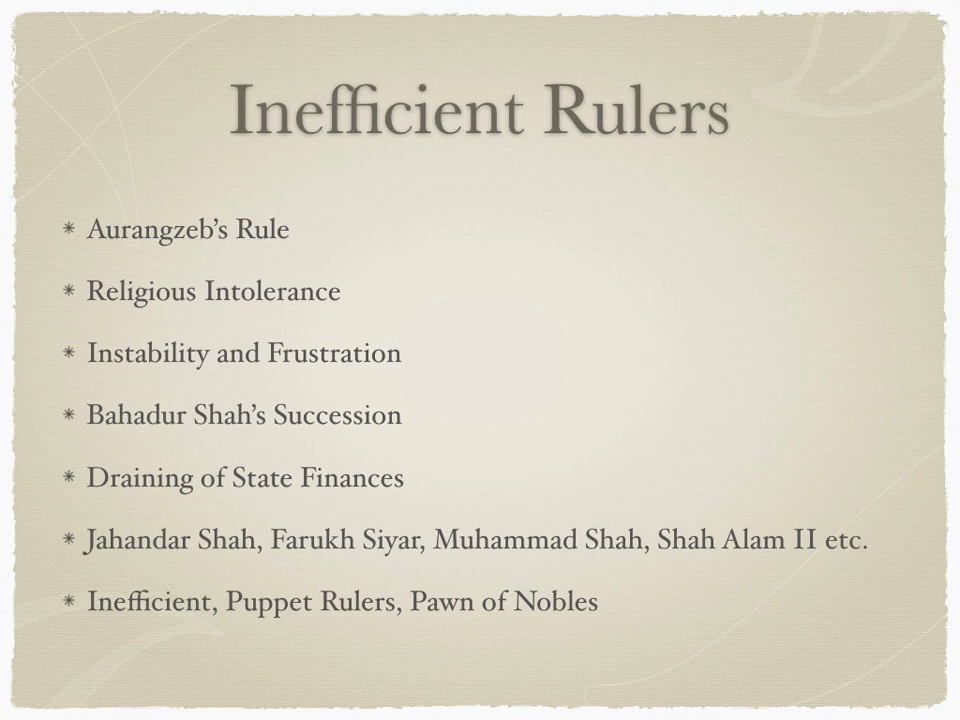 Inefficient Rulers
* Aurangzeb’s Rule
* Religious Intolerance
* Instability and Frustration
* Bahadur Shah’s Succession
* Draining of State Finances
* Jahandar Shah, Farukh Siyar, Muhammad Shah, Shah Alam II etc.
* Inefficient, Puppet Rulers, Pawn of Nobles